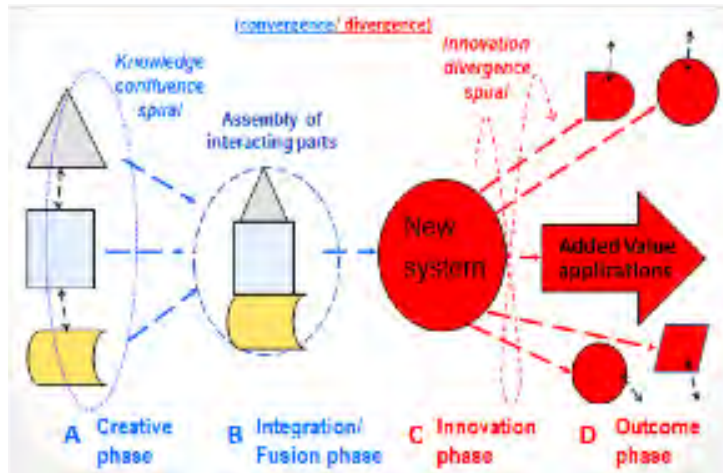 (convergence/ divergence)
Knowledge
confluence
spiral
Innovation
divergence
spiral
Assembly of
interacting parts
New
system
Added Value
applications
A Creative
phase
B Integration/
Fusion phase
C Innovation
phase
D Outcome
phase